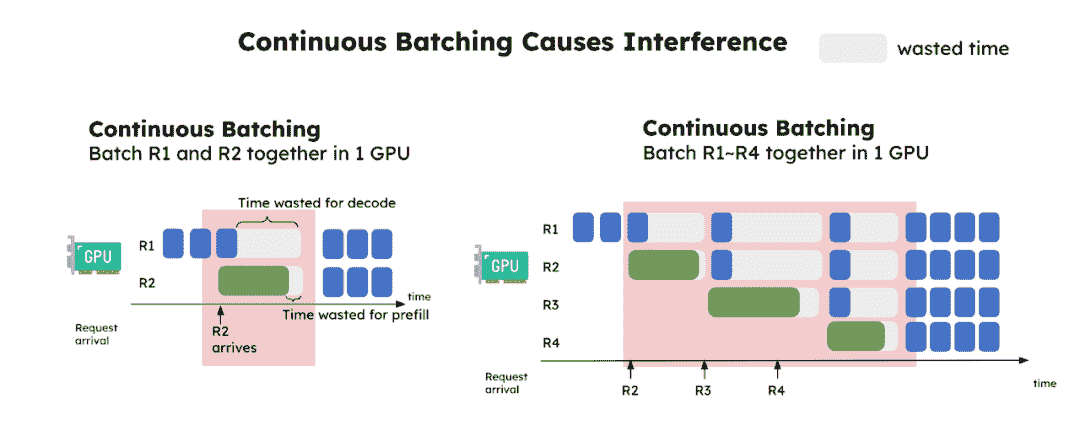 Continuous Batching Causes Interference
wasted time
Continuous Batching
Batch R1 and R2 together in 1 GPU
Time wasted for decode
R1
GPU
R2
time
Time wasted for prefill
Request
arrival
R2
arrives
Continuous Batching
Batch R1~R4 together in 1 GPU
R1
GPU
R2
R3
R4
Request
arrival
R2
R3
R4
time